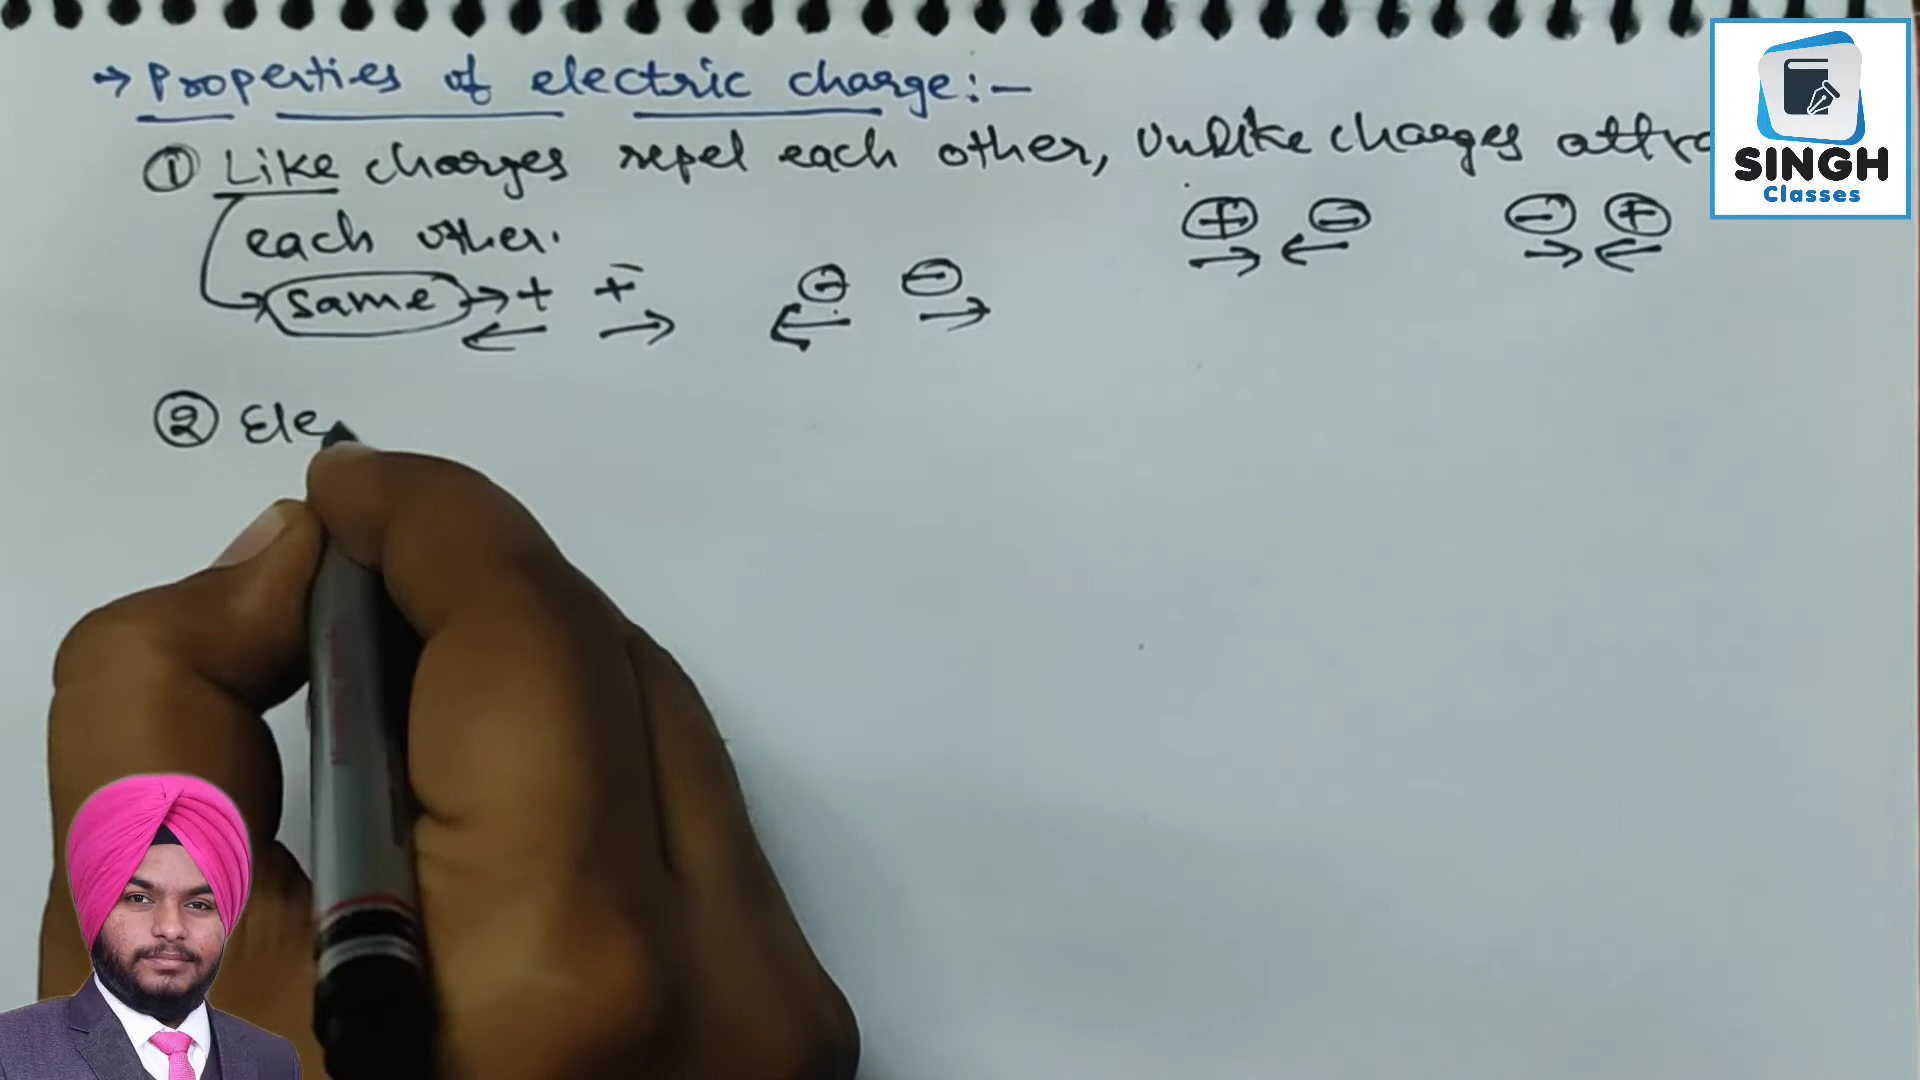 → Properties of electric charge:-
① Like charges repel each other, Unlike charges attra
each other.
same → + +
⊖ ⊖
⊕ ⊖ ⊖ ⊕
② Ele
SINGH
Classes